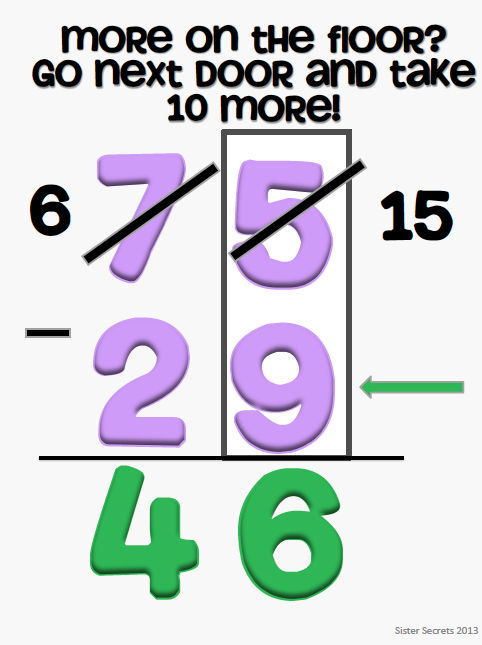 more on the floor?
Go next door and take
10 more!
6 7 5 15
- 2 9
4 6
Sister Secrets 2013